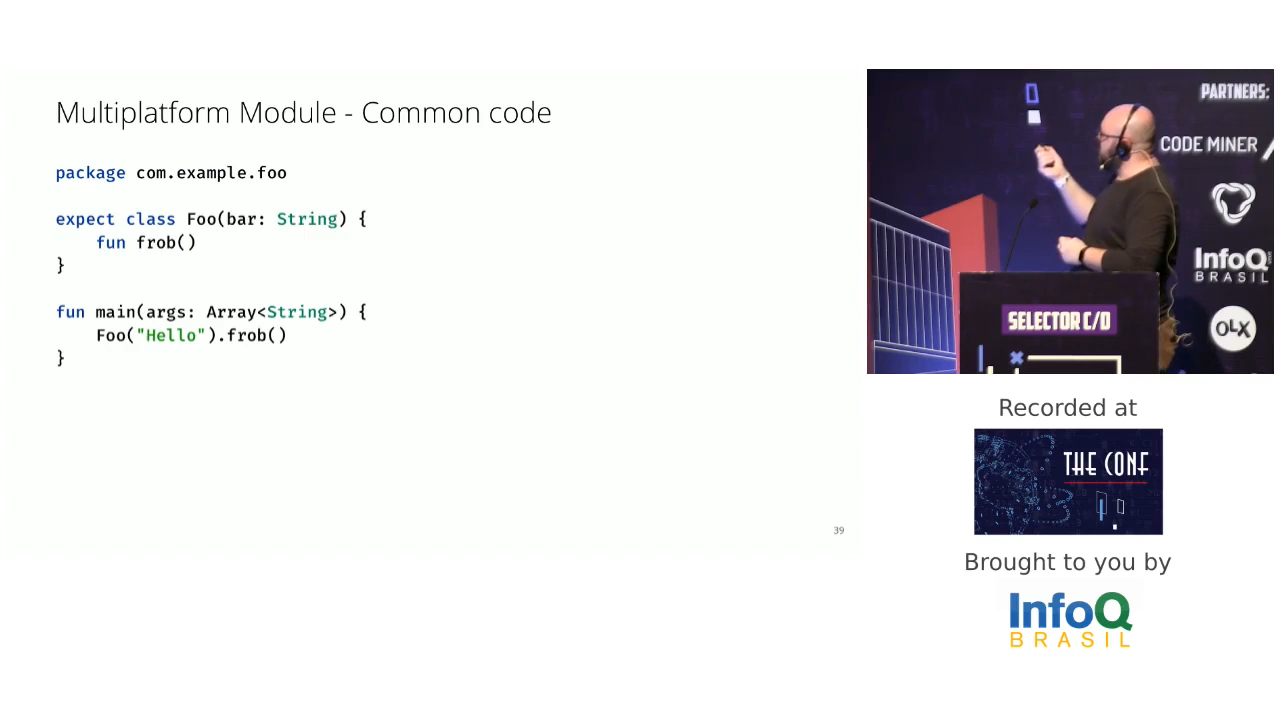 Multiplatform Module - Common code
package com.example.foo
expect class Foo(bar: String) {
    fun frob()
}
fun main(args: Array<String>) {
    Foo("Hello").frob()
}
39
PARTNERS:
CODE MINER
InfoQ
BRASIL
OLX
SELECTOR C/D
Recorded at
THE CONF
Brought to you by
InfoQ
BRASIL